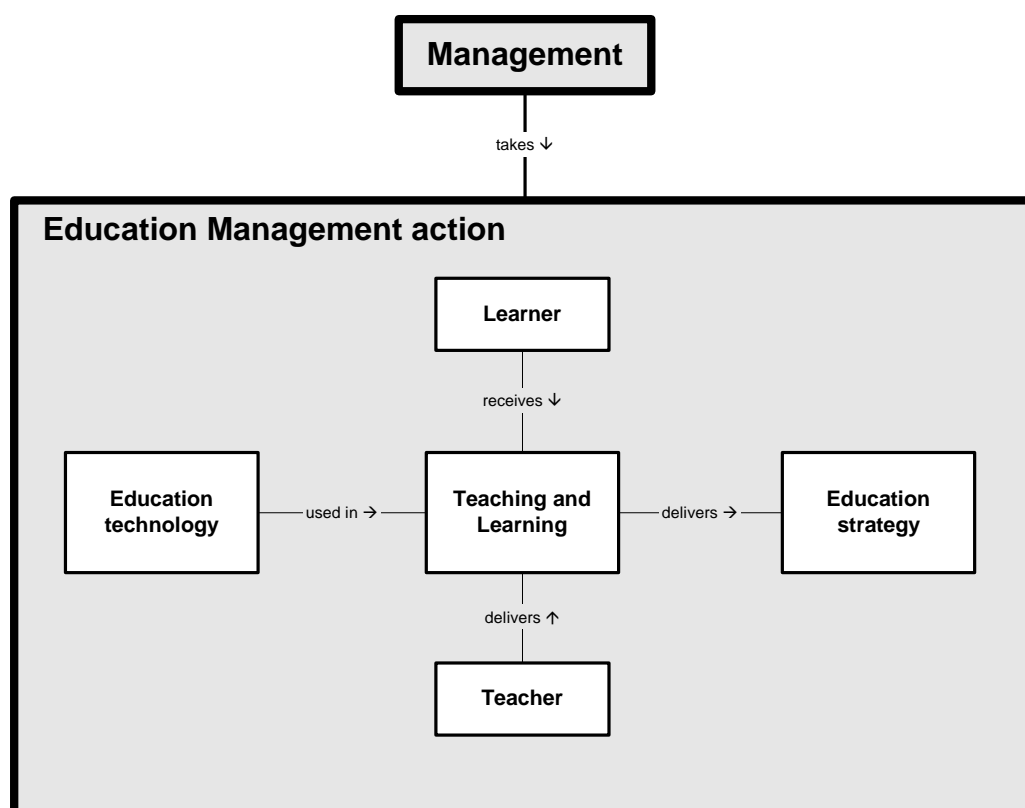 Management
takes ↓
Education Management action
Learner
receives ↓
Education
technology
used in →
Teaching and
Learning
delivers →
Education
strategy
delivers ↑
Teacher